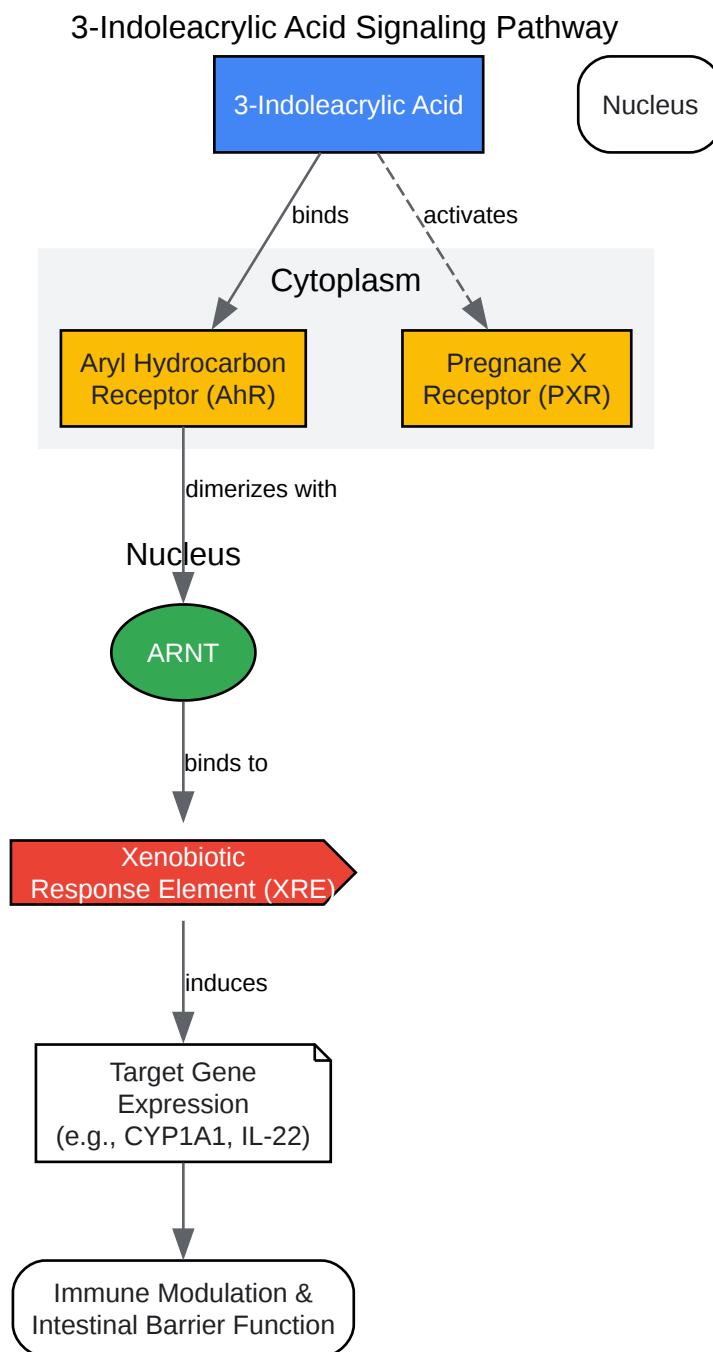 3-Indoleacrylic Acid Signaling Pathway
3-Indoleacrylic Acid
Nucleus
binds
activates
Cytoplasm
Aryl Hydrocarbon
Receptor (AhR)
Pregnane X
Receptor (PXR)
dimerizes with
Nucleus
ARNT
binds to
Xenobiotic
Response Element (XRE)
induces
Target Gene
Expression
(e.g., CYP1A1, IL-22)
Immune Modulation &
Intestinal Barrier Function